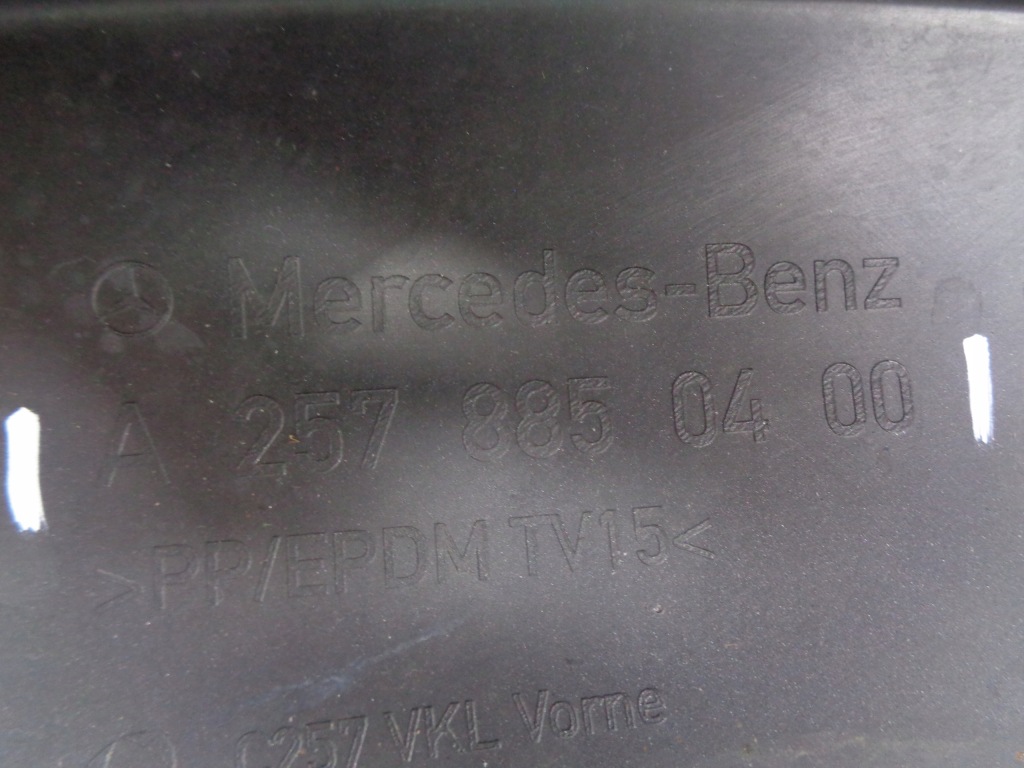 Mercedes-Benz
A 257 885 04 00
>PP/EPDM TV15<
C257 VKL Vorne